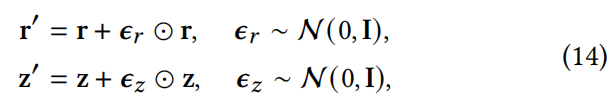 r′ = r + ϵ_r ⊙ r, ϵ_r ∼ 𝒩(0, I),
z′ = z + ϵ_z ⊙ z, ϵ_z ∼ 𝒩(0, I),
(14)